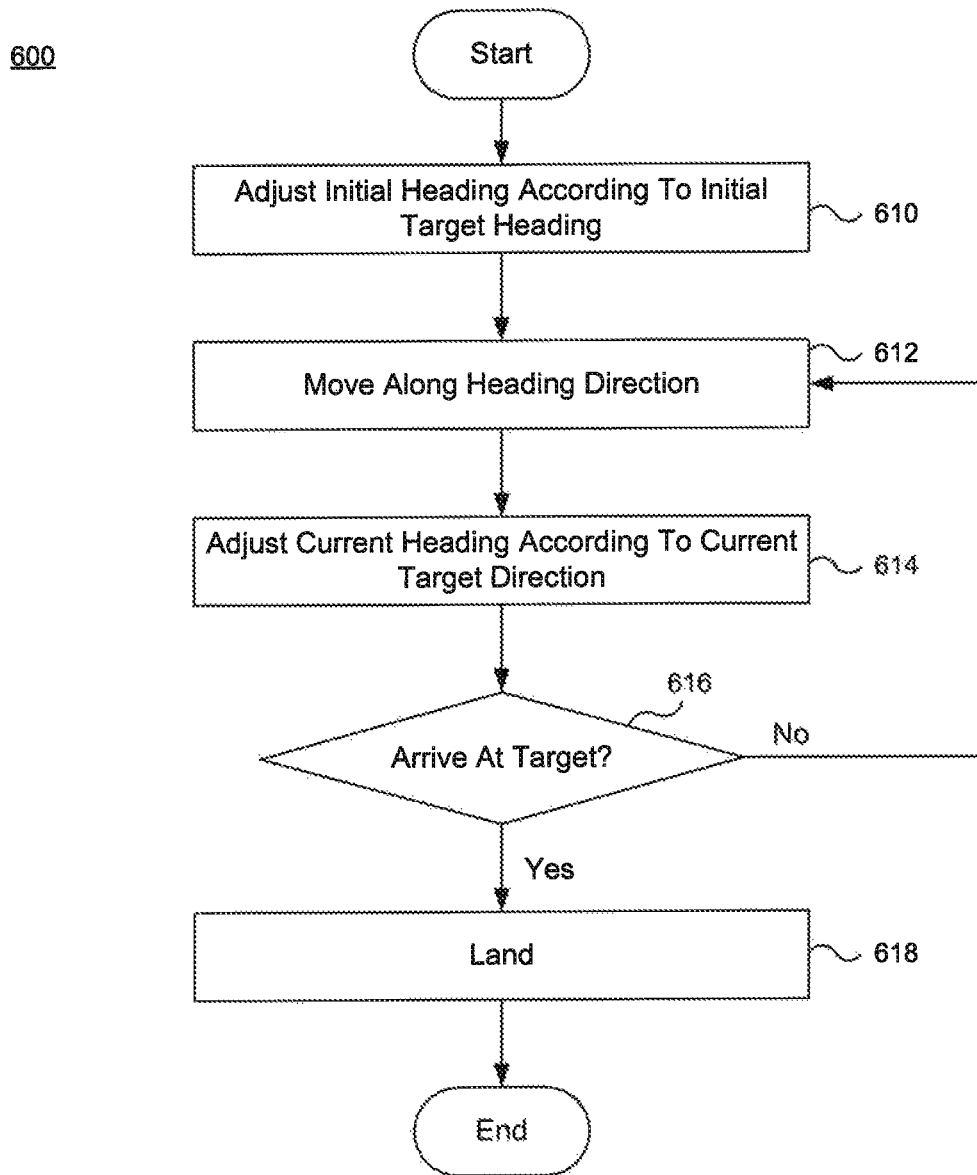 600
Start
Adjust Initial Heading According To Initial
Target Heading
610
612
Move Along Heading Direction
Adjust Current Heading According To Current
Target Direction
614
616
Arrive At Target?
No
Yes
Land
618
End